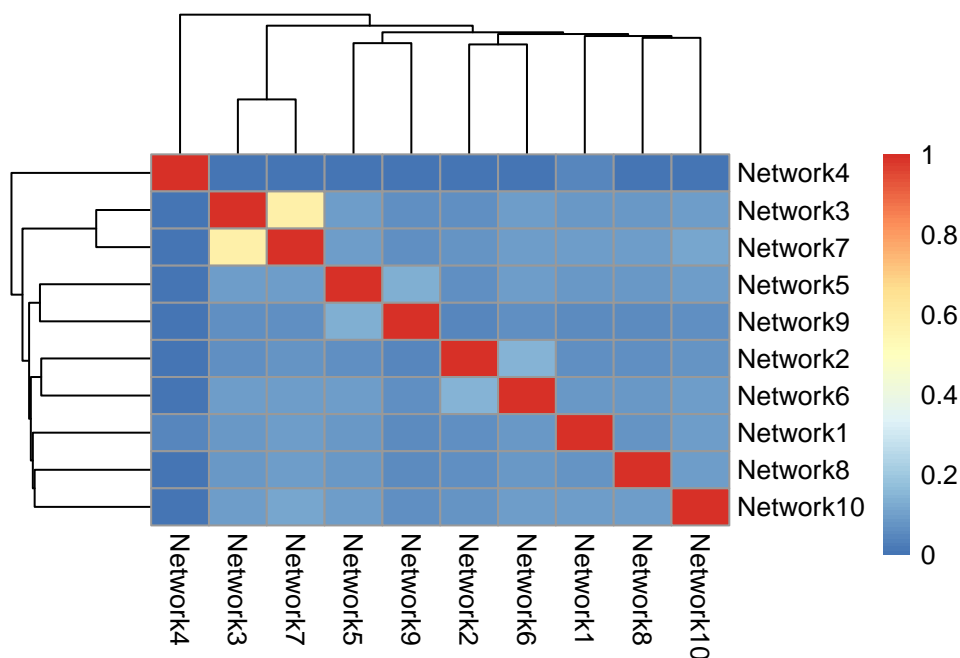 Network4
Network3
Network7
Network5
Network9
Network2
Network6
Network1
Network8
Network10
1
0.8
0.6
0.4
0.2
0
Network4
Network3
Network7
Network5
Network9
Network2
Network6
Network1
Network8
Network10